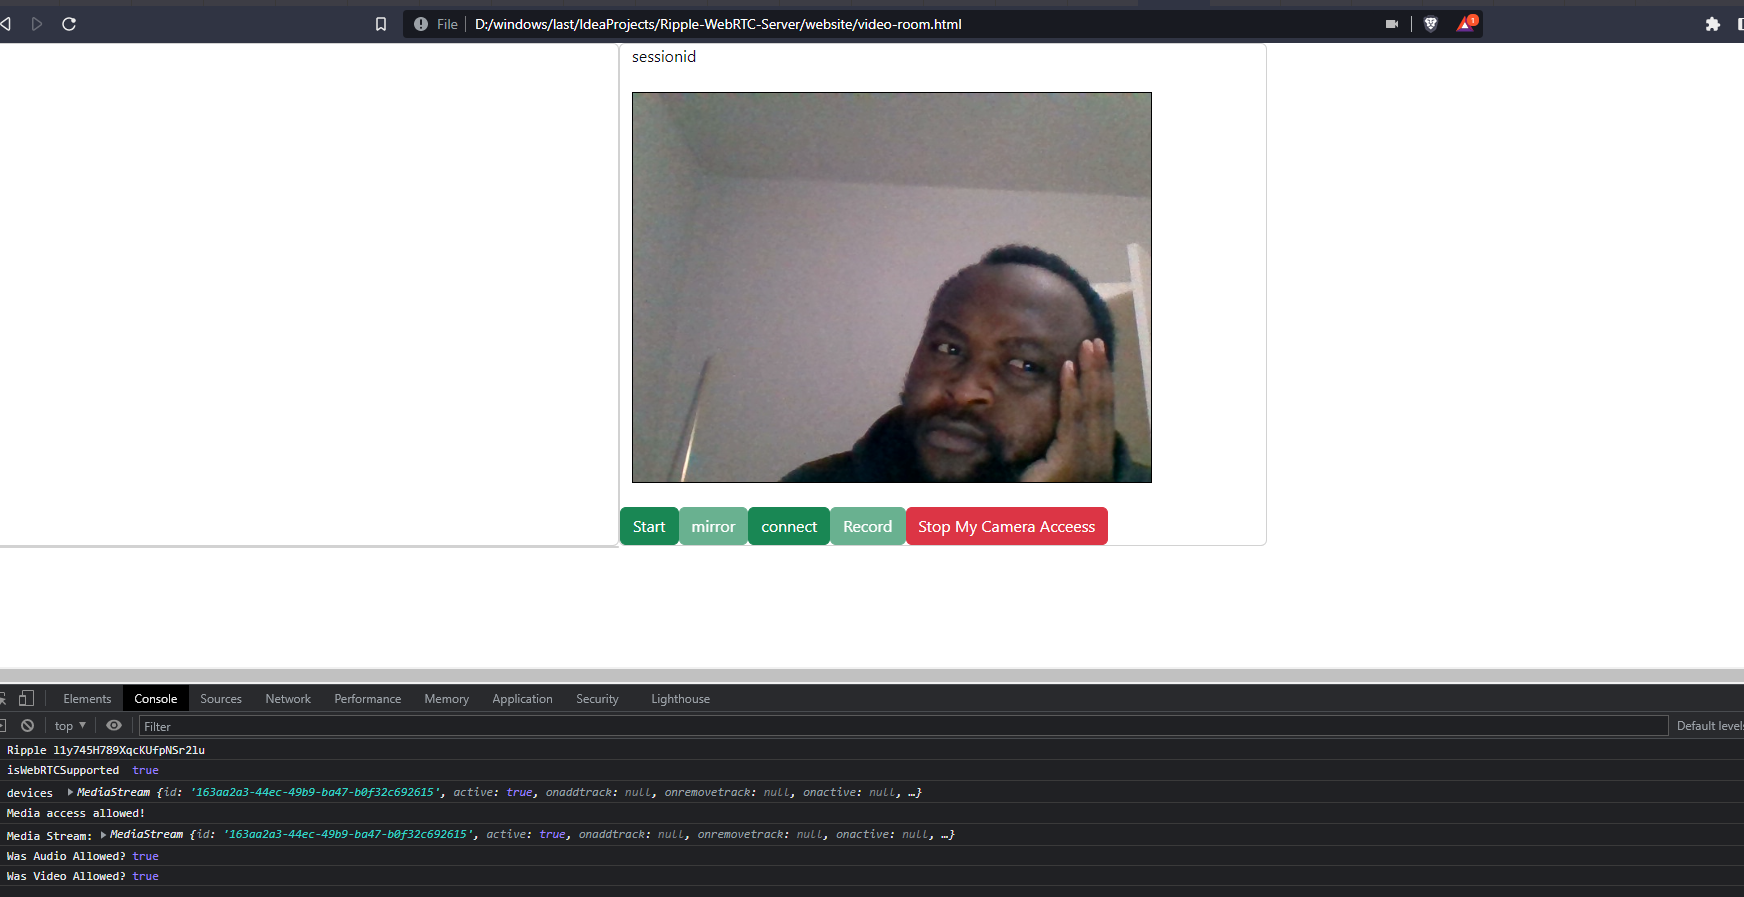 File D:/windows/last/IdeaProjects/Ripple-WebRTC-Server/website/video-room.html 1
sessionid
Start mirror connect Record Stop My Camera Acceess
Elements Console Sources Network Performance Memory Application Security Lighthouse
top Filter Default levels
Ripple l1y745H789XqcKUfpNSr2lu
isWebRTCSupported true
devices MediaStream {id: '163aa2a3-44ec-49b9-ba47-b0f32c692615', active: true, onaddtrack: null, onremovetrack: null, onactive: null, …}
Media access allowed!
Media Stream: MediaStream {id: '163aa2a3-44ec-49b9-ba47-b0f32c692615', active: true, onaddtrack: null, onremovetrack: null, onactive: null, …}
Was Audio Allowed? true
Was Video Allowed? true